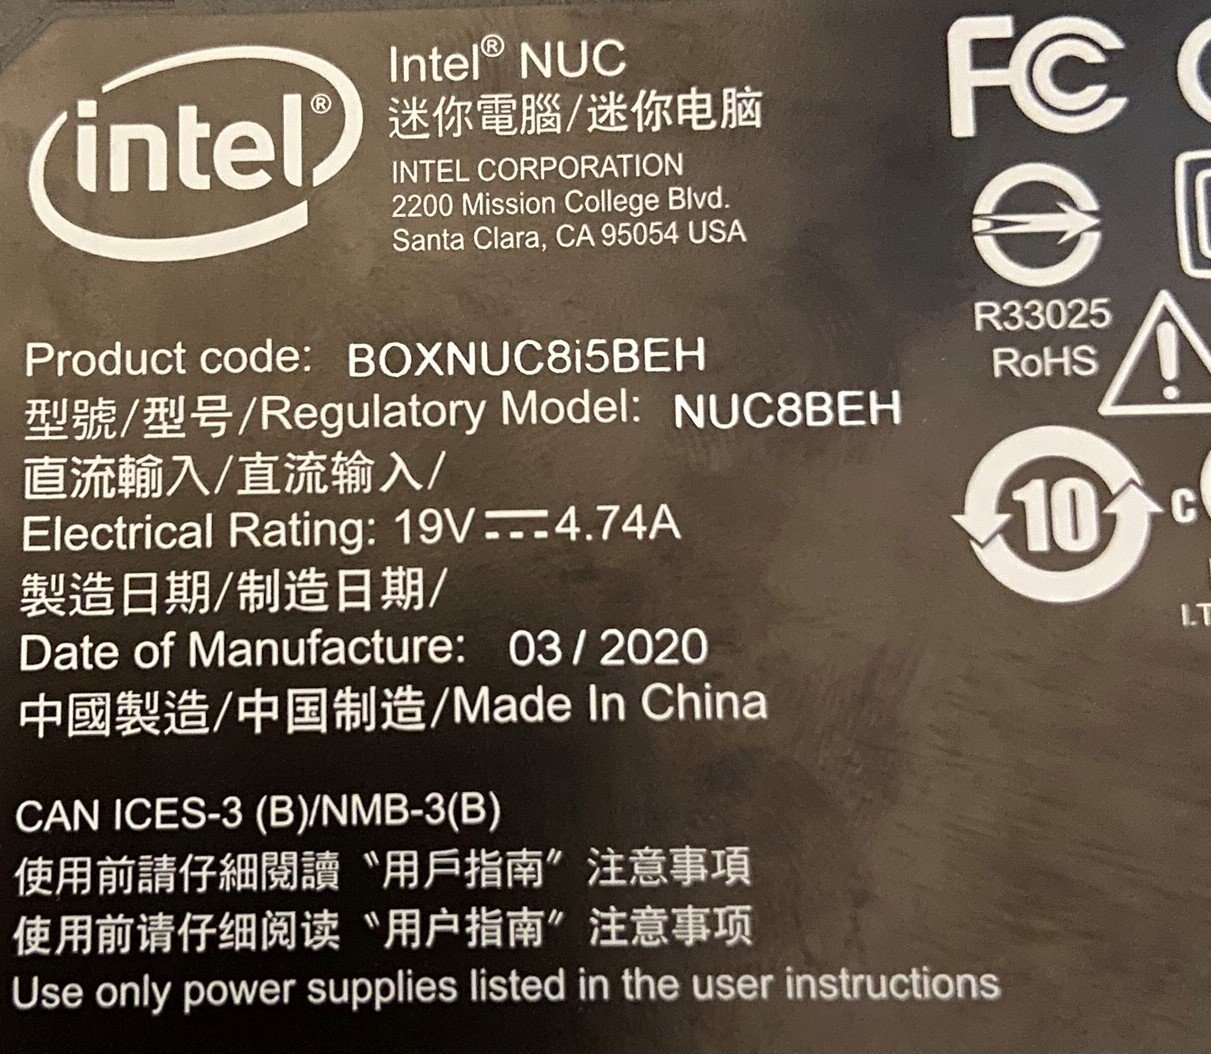 intel®
Intel® NUC
迷你電腦/迷你电脑
INTEL CORPORATION
2200 Mission College Blvd.
Santa Clara, CA 95054 USA
FC
R33025
RoHS
Product code: BOXNUC8i5BEH
型號/型号/Regulatory Model: NUC8BEH
直流輸入/直流输入/
Electrical Rating: 19V⎓4.74A
10
c
製造日期/制造日期/
I.T
Date of Manufacture: 03 / 2020
中國製造/中国制造/Made In China
CAN ICES-3 (B)/NMB-3(B)
使用前請仔細閱讀〝用戶指南〞注意事項
使用前请仔细阅读〝用户指南〞注意事项
Use only power supplies listed in the user instructions